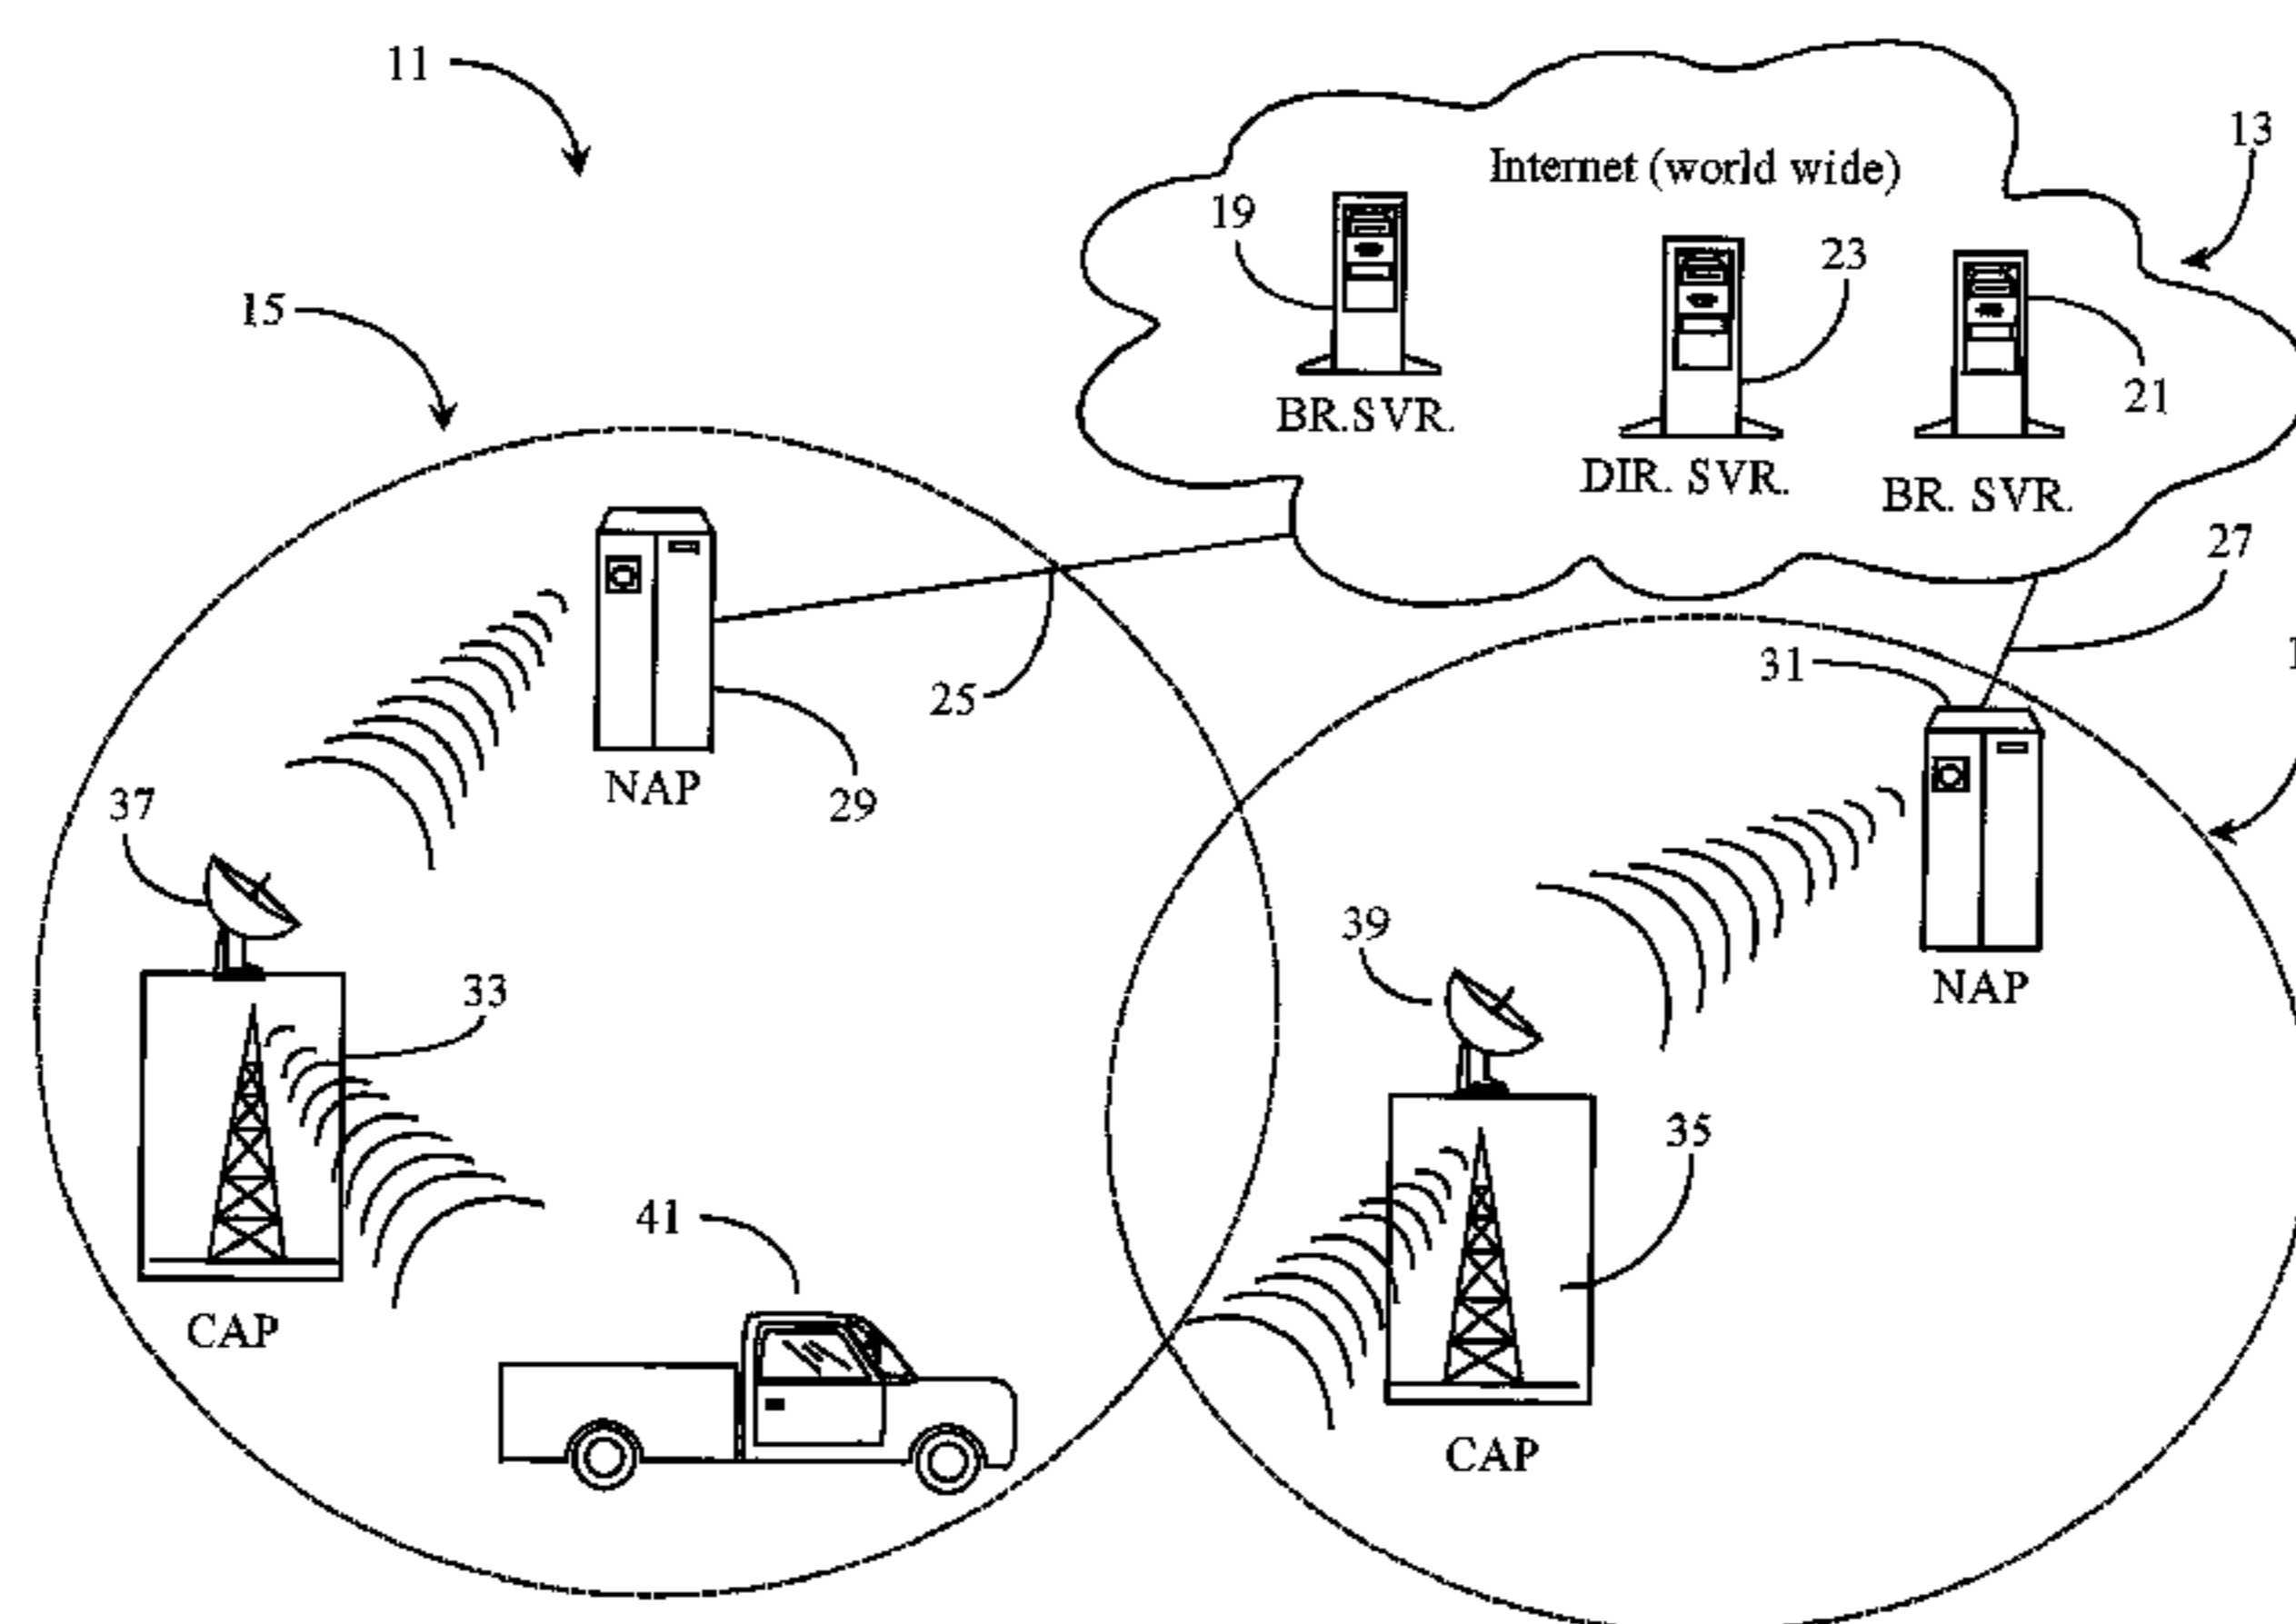 11
13
Internet (world wide)
19
23
21
15
BR.SVR.
DIR. SVR.
BR. SVR.
27
31
25
NAP
29
37
39
NAP
33
35
41
CAP
CAP